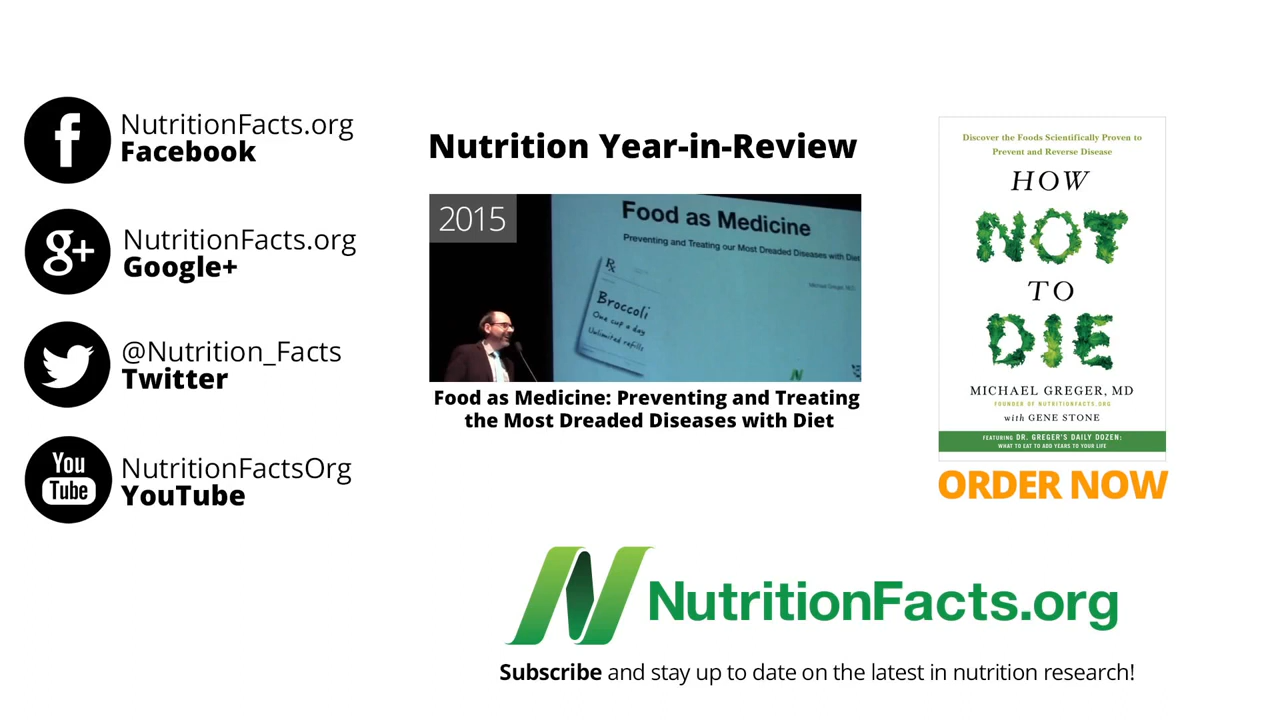 NutritionFacts.org
Facebook
NutritionFacts.org
Google+
@Nutrition_Facts
Twitter
You
Tube
NutritionFactsOrg
YouTube
Nutrition Year-in-Review
2015
Food as Medicine
Preventing and Treating our Most Dreaded Diseases with Diet
Michael Greger, M.D.
Broccoli
One cup a day
Unlimited refills
Food as Medicine: Preventing and Treating
the Most Dreaded Diseases with Diet
Discover the Foods Scientifically Proven to
Prevent and Reverse Disease
HOW
NOT
TO
DIE
MICHAEL GREGER, MD
FOUNDER OF NUTRITIONFACTS.ORG
with GENE STONE
FEATURING DR. GREGER'S DAILY DOZEN:
WHAT TO EAT TO ADD YEARS TO YOUR LIFE
ORDER NOW
NutritionFacts.org
Subscribe and stay up to date on the latest in nutrition research!